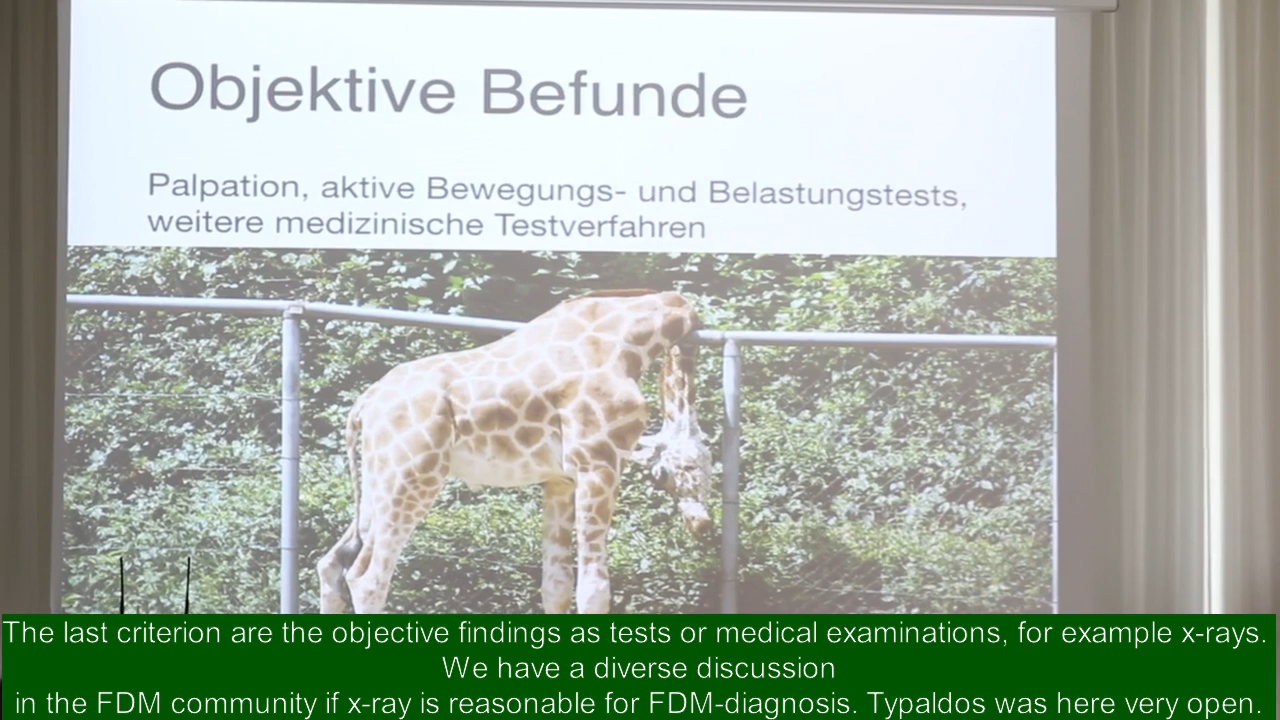 Objektive Befunde
Palpation, aktive Bewegungs- und Belastungstests,
weitere medizinische Testverfahren
The last criterion are the objective findings as tests or medical examinations, for example x-rays.
We have a diverse discussion
in the FDM community if x-ray is reasonable for FDM-diagnosis. Typaldos was here very open.